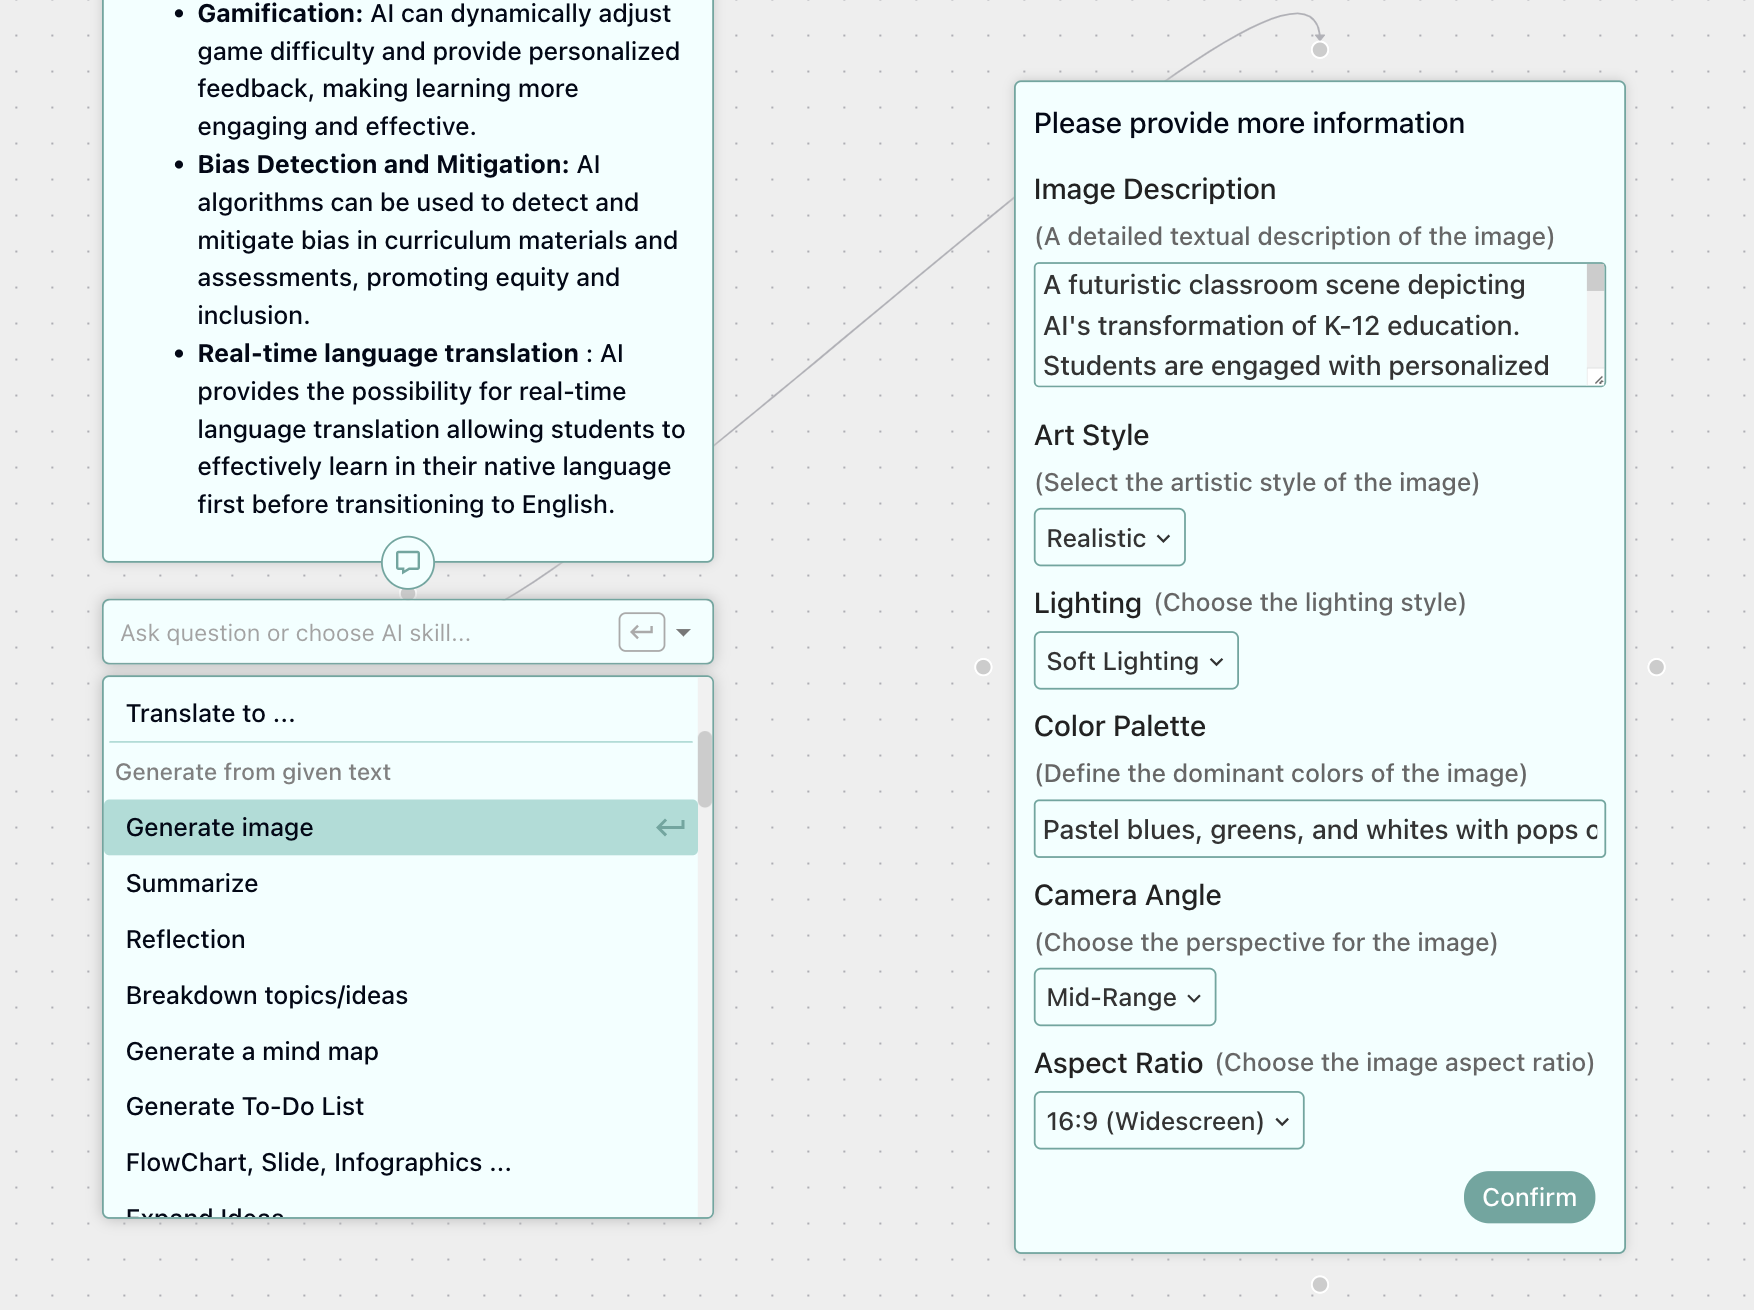 • Gamification: AI can dynamically adjust
game difficulty and provide personalized
feedback, making learning more
engaging and effective.
• Bias Detection and Mitigation: AI
algorithms can be used to detect and
mitigate bias in curriculum materials and
assessments, promoting equity and
inclusion.
• Real-time language translation : AI
provides the possibility for real-time
language translation allowing students to
effectively learn in their native language
first before transitioning to English.
Ask question or choose AI skill...
Translate to ...
Generate from given text
Generate image
Summarize
Reflection
Breakdown topics/ideas
Generate a mind map
Generate To-Do List
FlowChart, Slide, Infographics ...
Expand Ideas
Please provide more information
Image Description
(A detailed textual description of the image)
A futuristic classroom scene depicting
AI's transformation of K-12 education.
Students are engaged with personalized
Art Style
(Select the artistic style of the image)
Realistic
Lighting (Choose the lighting style)
Soft Lighting
Color Palette
(Define the dominant colors of the image)
Pastel blues, greens, and whites with pops
Camera Angle
(Choose the perspective for the image)
Mid-Range
Aspect Ratio (Choose the image aspect ratio)
16:9 (Widescreen)
Confirm